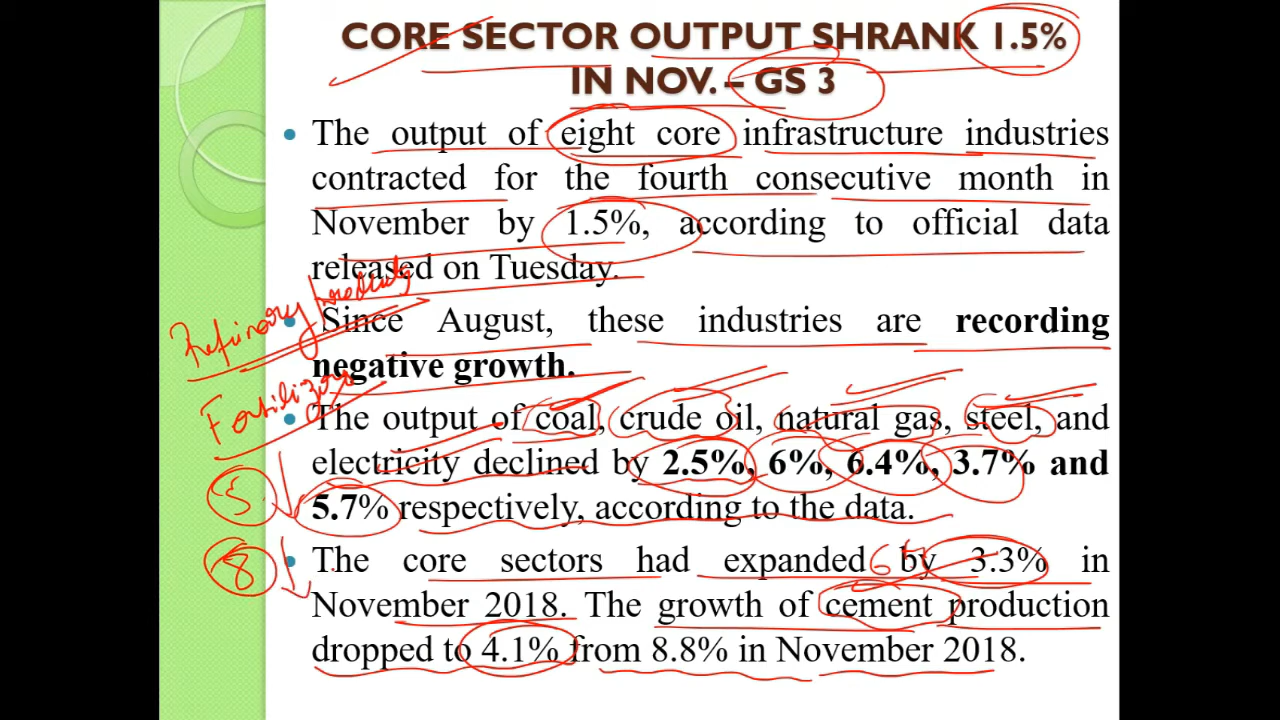 CORE SECTOR OUTPUT SHRANK 1.5%
IN NOV. – GS 3
• The output of eight core infrastructure industries
contracted for the fourth consecutive month in
November by 1.5%, according to official data
released on Tuesday.
Refinary products
• Since August, these industries are recording
negative growth.
Fertilizers
• The output of coal, crude oil, natural gas, steel, and
electricity declined by 2.5%, 6%, 6.4%, 3.7% and
5
5.7% respectively, according to the data.
8
• The core sectors had expanded by 3.3% in
November 2018. The growth of cement production
dropped to 4.1% from 8.8% in November 2018.